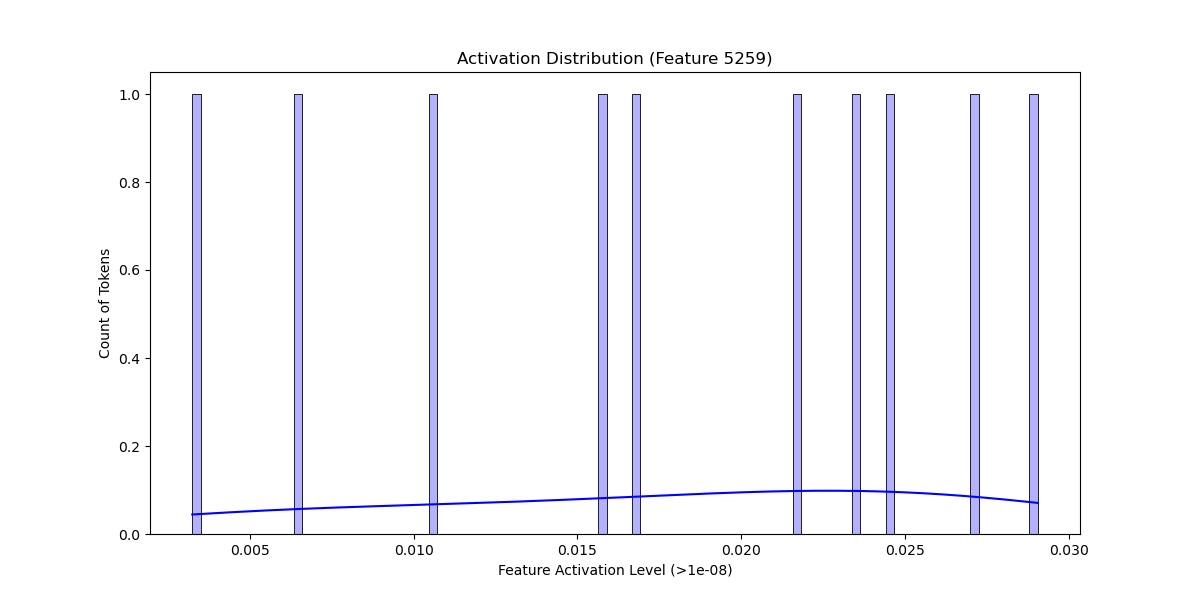 Activation Distribution (Feature 5259)
1.0
0.8
0.6
0.4
0.2
0.0
Count of Tokens
0.005 0.010 0.015 0.020 0.025 0.030
Feature Activation Level (>1e-08)